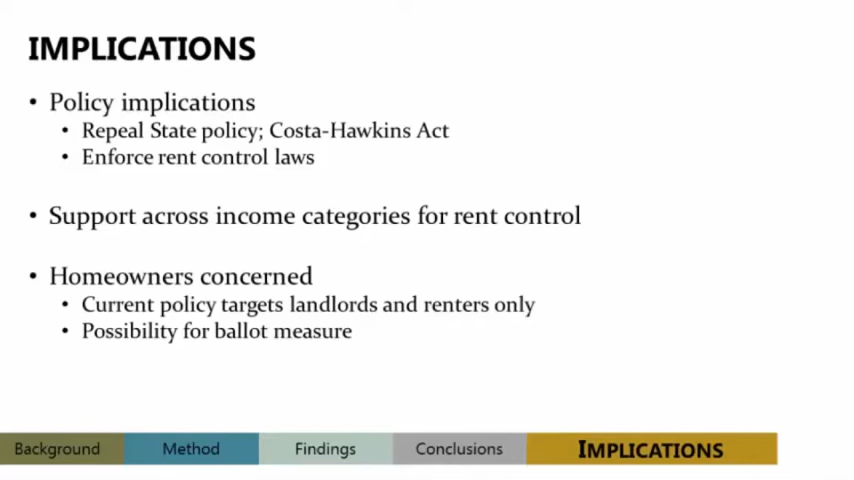 IMPLICATIONS
• Policy implications
• Repeal State policy; Costa-Hawkins Act
• Enforce rent control laws
• Support across income categories for rent control
• Homeowners concerned
• Current policy targets landlords and renters only
• Possibility for ballot measure
Background Method Findings Conclusions IMPLICATIONS